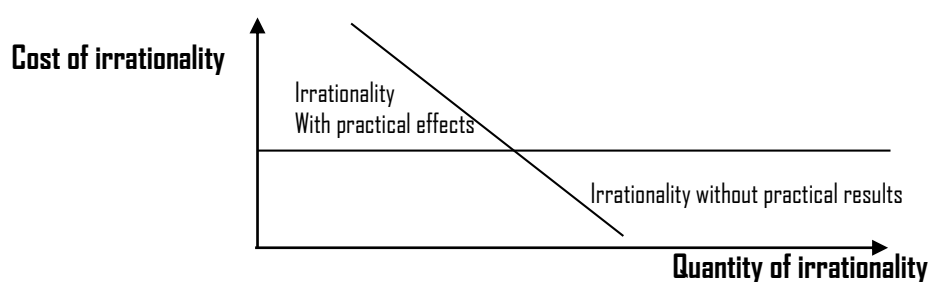 Cost of irrationality
Irrationality
With practical effects
Irrationality without practical results
Quantity of irrationality